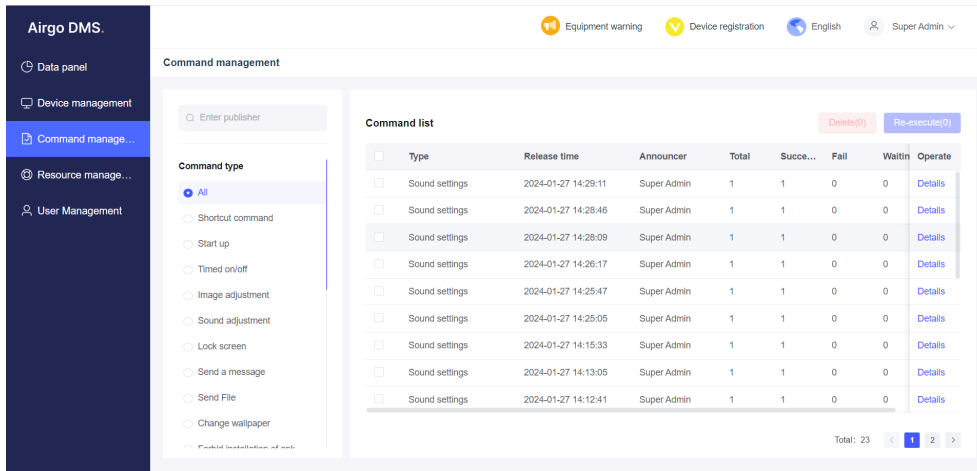 Airgo DMS.
Equipment warning
Device registration
English
Super Admin
Data panel
Device management
Command manage...
Resource manage...
User Management
Command management
Enter publisher
Command type
All
Shortcut command
Start up
Timed on/off
Image adjustment
Sound adjustment
Lock screen
Send a message
Send File
Change wallpaper
Forbid installation of apk
Command list
Delete(0)
Re-execute(0)
Type Release time Announcer Total Succe... Fail Waitin Operate
Sound settings 2024-01-27 14:29:11 Super Admin 1 1 0 0 Details
Sound settings 2024-01-27 14:28:46 Super Admin 1 1 0 0 Details
Sound settings 2024-01-27 14:28:09 Super Admin 1 1 0 0 Details
Sound settings 2024-01-27 14:26:17 Super Admin 1 1 0 0 Details
Sound settings 2024-01-27 14:25:47 Super Admin 1 1 0 0 Details
Sound settings 2024-01-27 14:25:05 Super Admin 1 1 0 0 Details
Sound settings 2024-01-27 14:15:33 Super Admin 1 1 0 0 Details
Sound settings 2024-01-27 14:13:05 Super Admin 1 1 0 0 Details
Sound settings 2024-01-27 14:12:41 Super Admin 1 1 0 0 Details
Total: 23 < 1 2 >